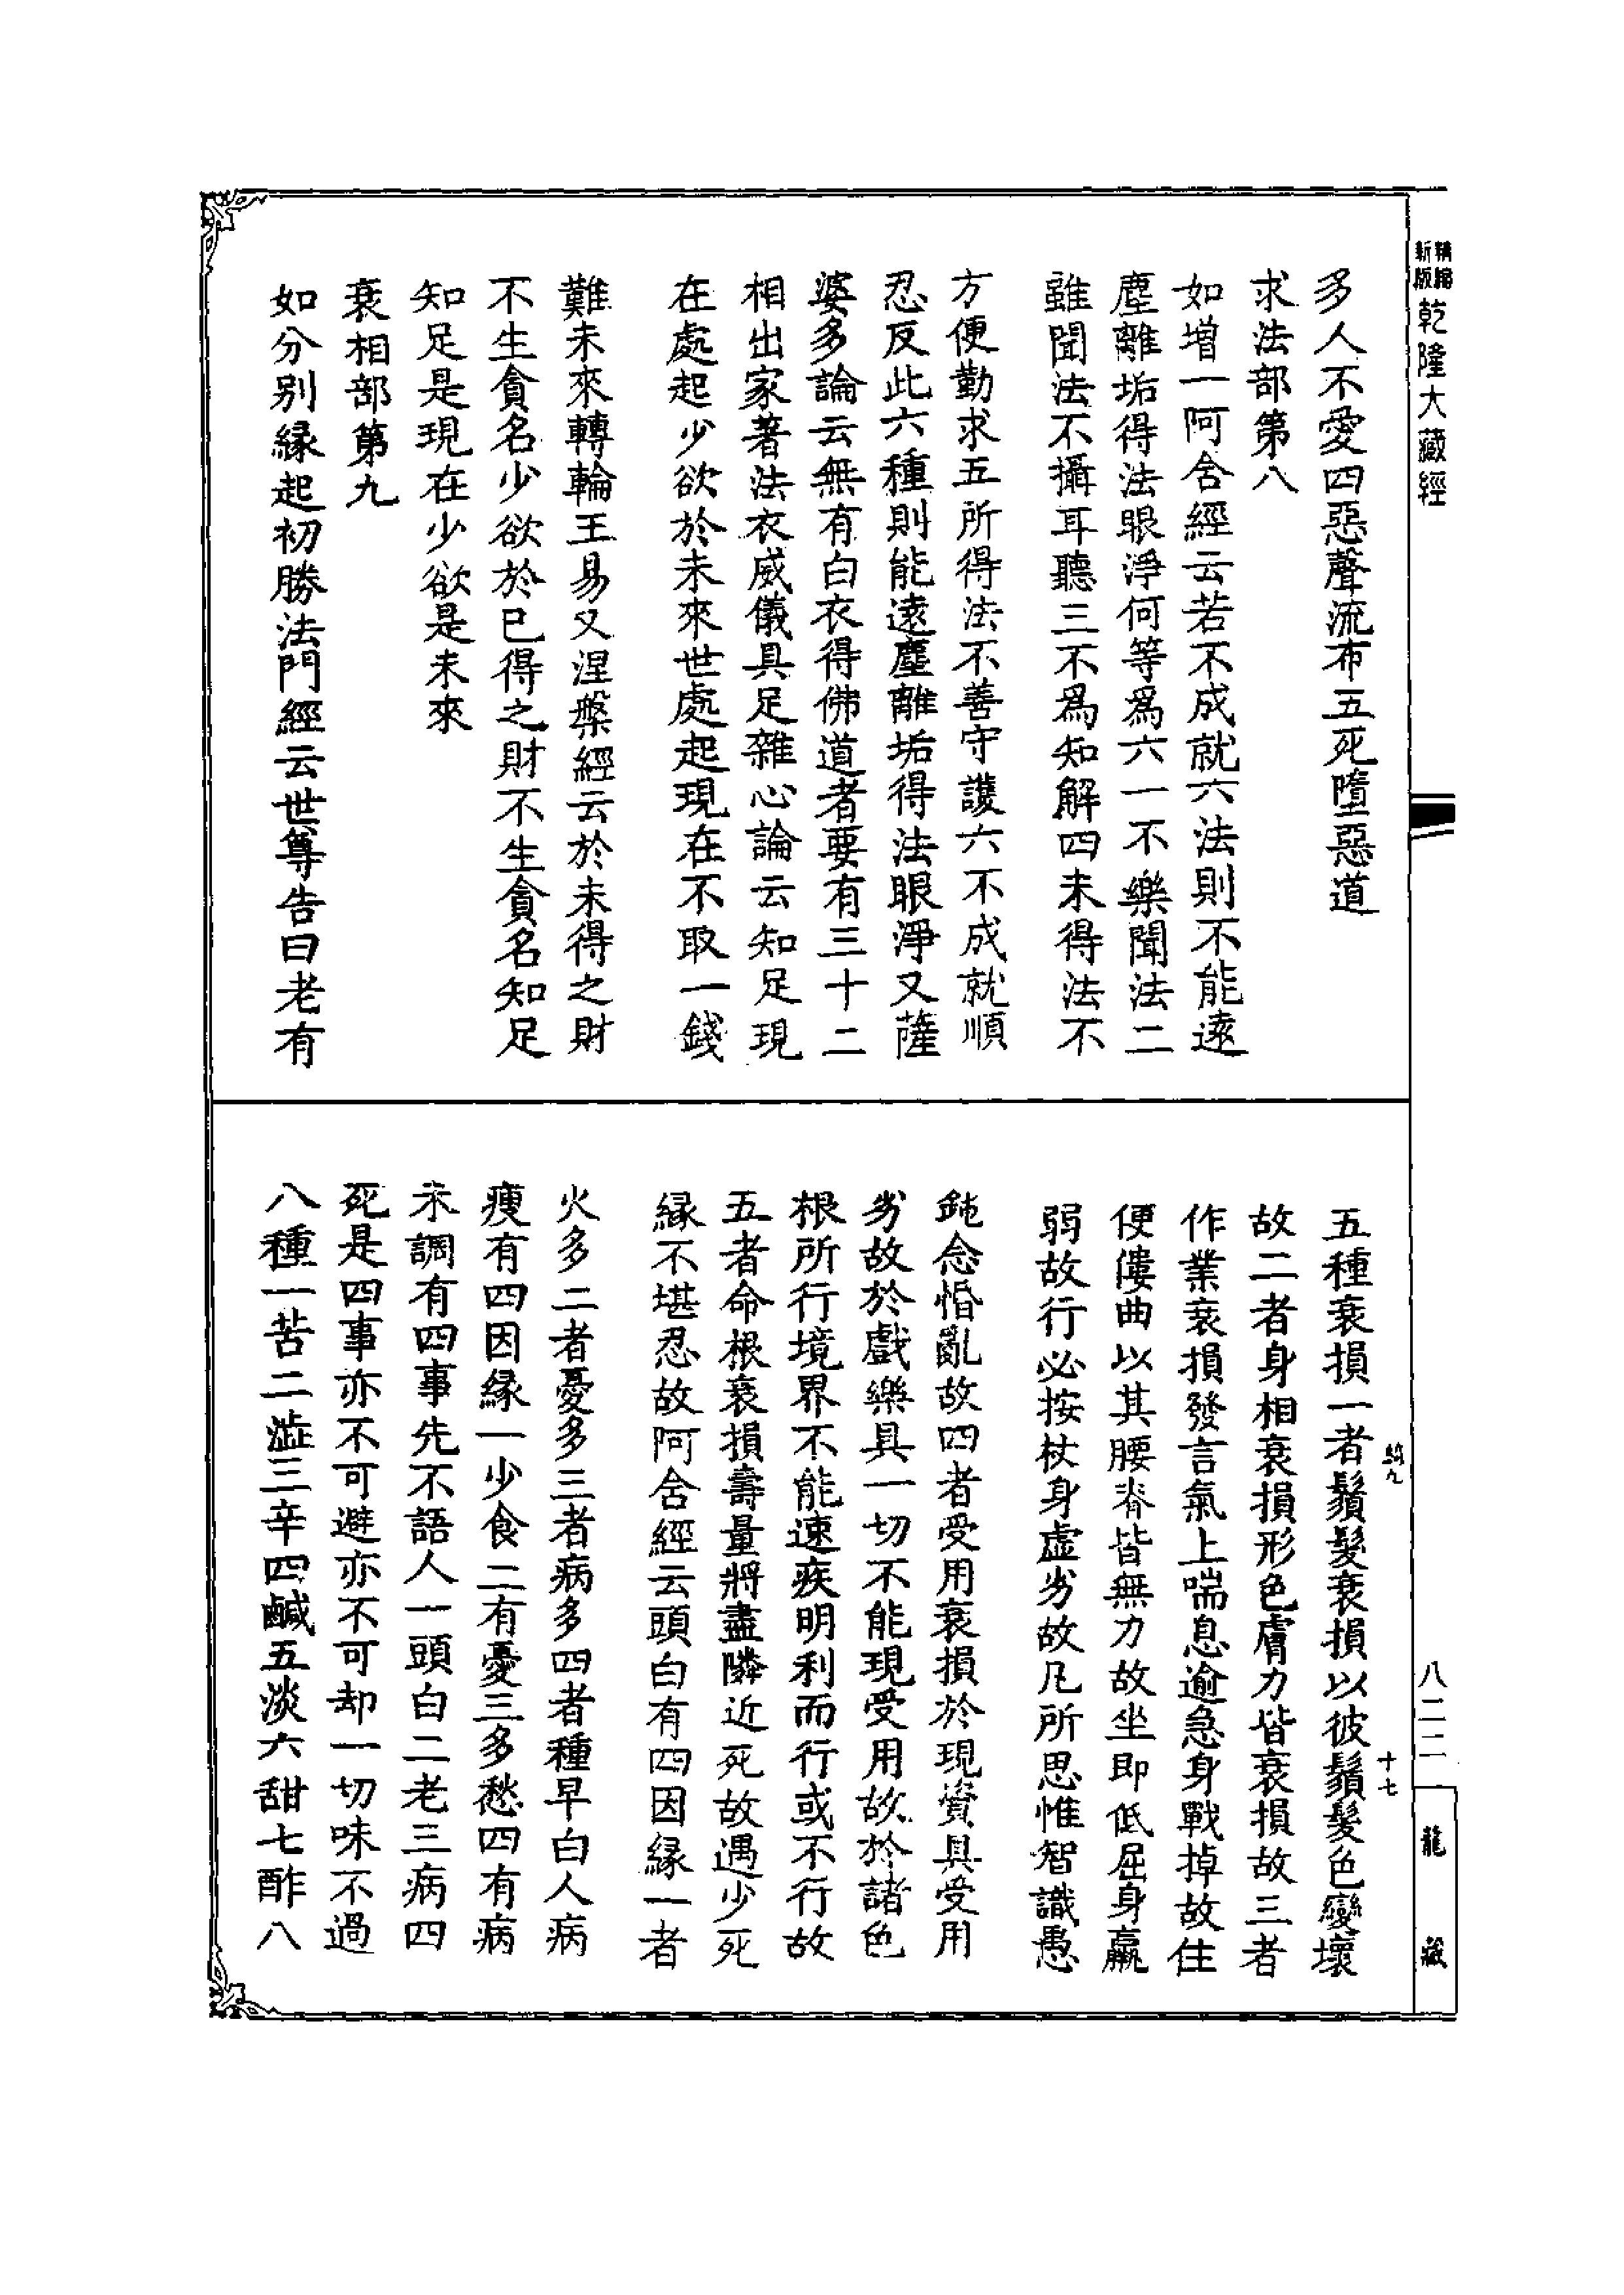 精縮
新版
乾隆大藏經
多人不愛四惡聲流布五死墮惡道
求法部第八
如增一阿含經云若不成就六法則不能遠
塵離垢得法眼淨何等為六一不樂聞法二
雖聞法不攝耳聽三不為知解四未得法不
方便勤求五所得法不善守護六不成就順
忍反此六種則能遠塵離垢得法眼淨又薩
婆多論云無有白衣得佛道者要有三十二
相出家著法衣威儀具足雜心論云知足現
在處起少欲於未來世處起現在不取一錢
難未來轉輪王易又涅槃經云於未得之財
不生貪名少欲於已得之財不生貪名知足
知足是現在少欲是未來
衰相部第九
如分別緣起初勝法門經云世尊告曰老有
五種衰損一者鬚髮衰損以彼鬚髮色變壞
故二者身相衰損形色膚力皆衰損故三者
作業衰損發言氣上喘息逾急身戰掉故住
便僂曲以其腰脊皆無力故坐即低屈身羸
弱故行必按杖身虛劣故凡所思惟智識愚
鈍念惛亂故四者受用衰損於現資具受用
劣故於戲樂具一切不能現受用故於諸色
根所行境界不能速疾明利而行或不行故
五者命根衰損壽量將盡隣近死故遇少死
緣不堪忍故阿含經云頭白有四因緣一者
火多二者憂多三者病多四者種早白人病
瘦有四因緣一少食二有憂三多愁四有病
未調有四事先不語人一頭白二老三病四
死是四事亦不可避亦不可却一切味不過
八種一苦二澁三辛四鹹五淡六甜七酢八
八二二
十七
龍藏